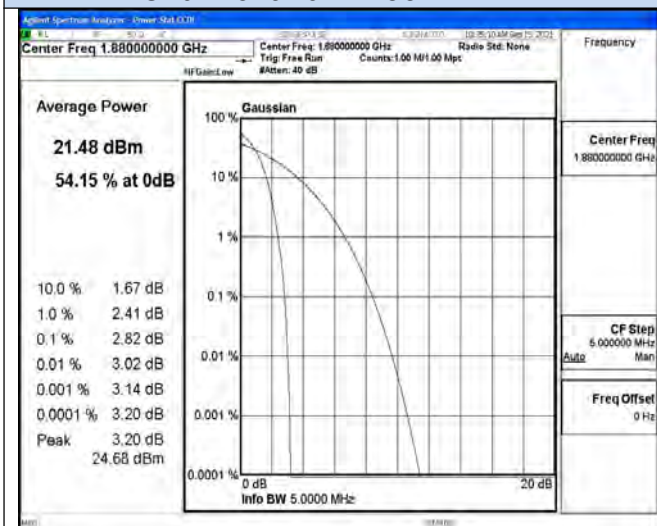 Agilent Spectrum Analyzer - Power Stat CCDF
Center Freq 1.880000000 GHz
Center Freq: 1.880000000 GHz
Radio Std: None
Trig: Free Run
Counts:1.00 M/1.00 Mpt
IFGain:Low
#Atten: 40 dB
Frequency
Average Power
21.48 dBm
54.15 % at 0dB
10.0 % 1.67 dB
1.0 % 2.41 dB
0.1 % 2.82 dB
0.01 % 3.02 dB
0.001 % 3.14 dB
0.0001 % 3.20 dB
Peak 3.20 dB
24.68 dBm
Gaussian
100 %
10 %
1 %
0.1 %
0.01 %
0.001 %
0.0001 %
0 dB
20 dB
Info BW 5.0000 MHz
Center Freq
1.880000000 GHz
CF Step
5.000000 MHz
Auto Man
Freq Offset
0 Hz